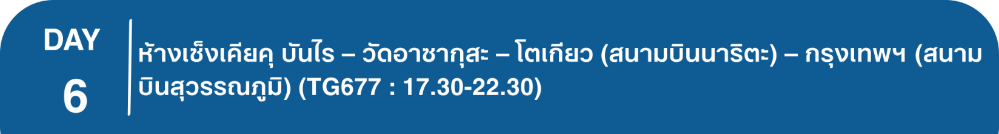 DAY
6
ห้างเซ็งเคียคุ บันไร – วัดอาซากุสะ – โตเกียว (สนามบินนาริตะ) – กรุงเทพฯ (สนาม
บินสุวรรณภูมิ) (TG677 : 17.30-22.30)